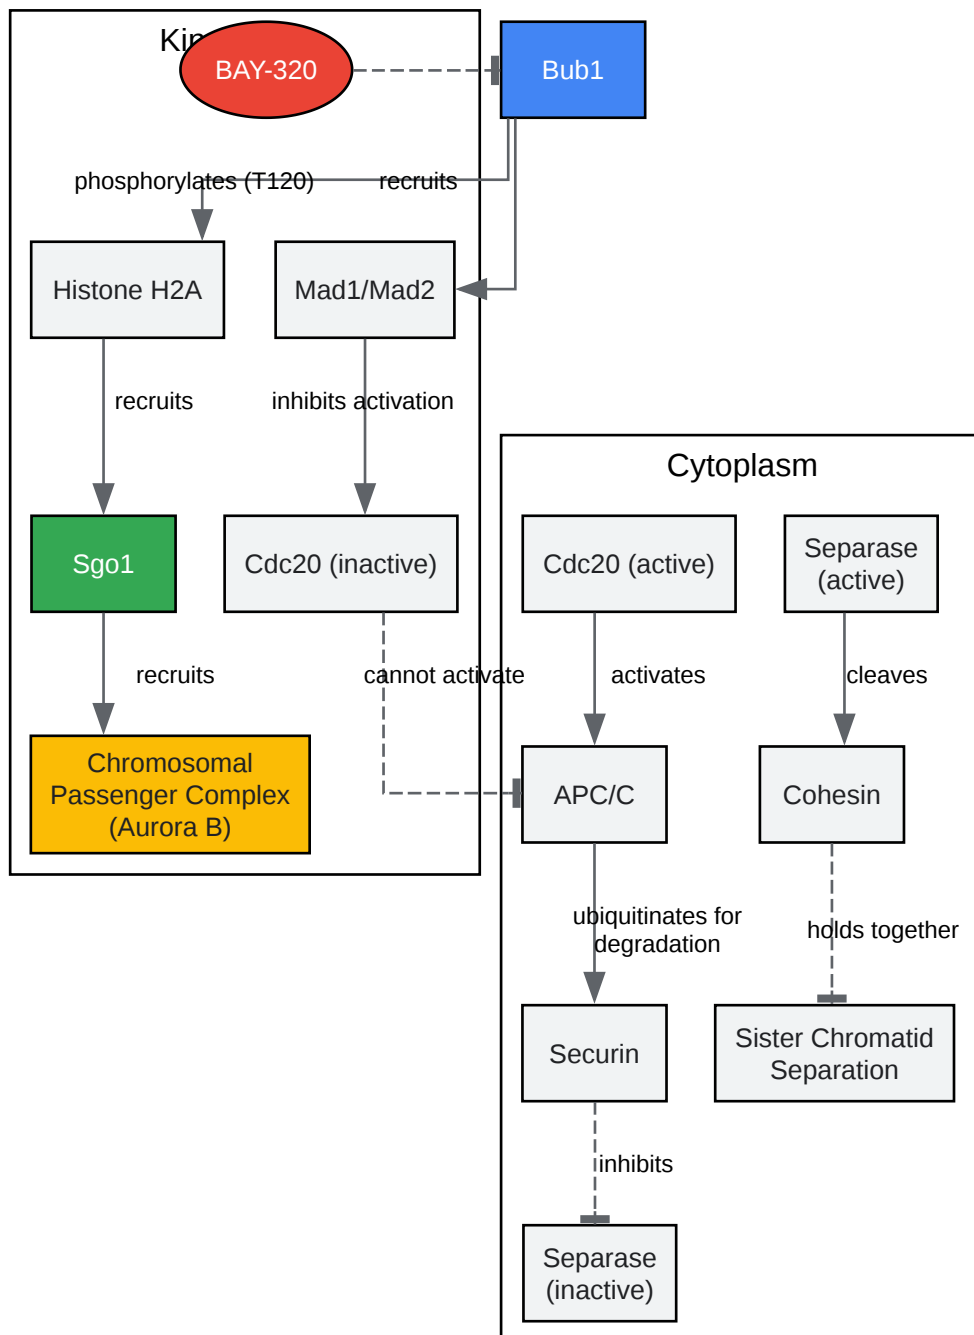 BAY-320
Bub1
phosphorylates (T120)
recruits
Histone H2A
Mad1/Mad2
recruits
inhibits activation
Cytoplasm
Sgo1
Cdc20 (inactive)
Cdc20 (active)
Separase
(active)
recruits
cannot activate
activates
cleaves
Chromosomal
Passenger Complex
(Aurora B)
APC/C
Cohesin
ubiquitinates for
degradation
holds together
Securin
Sister Chromatid
Separation
inhibits
Separase
(inactive)